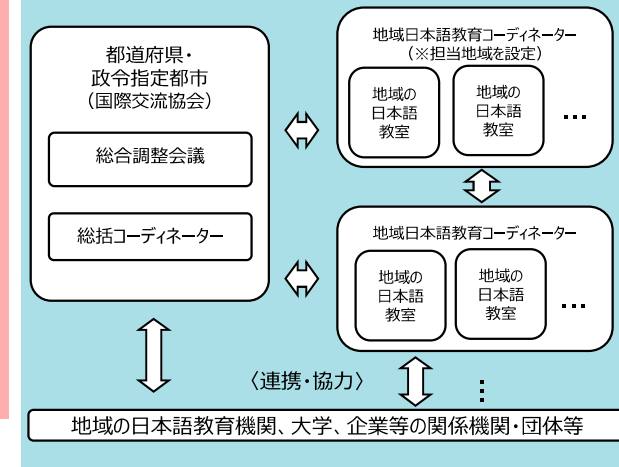 都道府県・
政令指定都市
（国際交流協会）
総合調整会議
総括コーディネーター
地域日本語教育コーディネーター
（※担当地域を設定）
地域の
日本語
教室
地域の
日本語
教室
…
地域日本語教育コーディネーター
地域の
日本語
教室
地域の
日本語
教室
…
〈連携・協力〉
⋮
地域の日本語教育機関、大学、企業等の関係機関・団体等